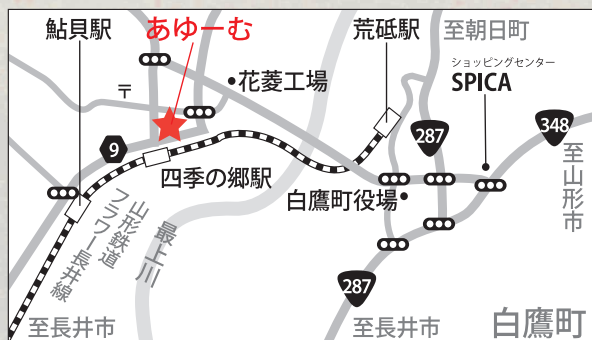 鮎貝駅
あゆーむ
荒砥駅
至朝日町
ショッピングセンター
SPICA
〒
•花菱工場
287
348
9
四季の郷駅
至山形市
白鷹町役場•
山形鉄道
フラワー長井線
最上川
287
至長井市
至長井市
白鷹町